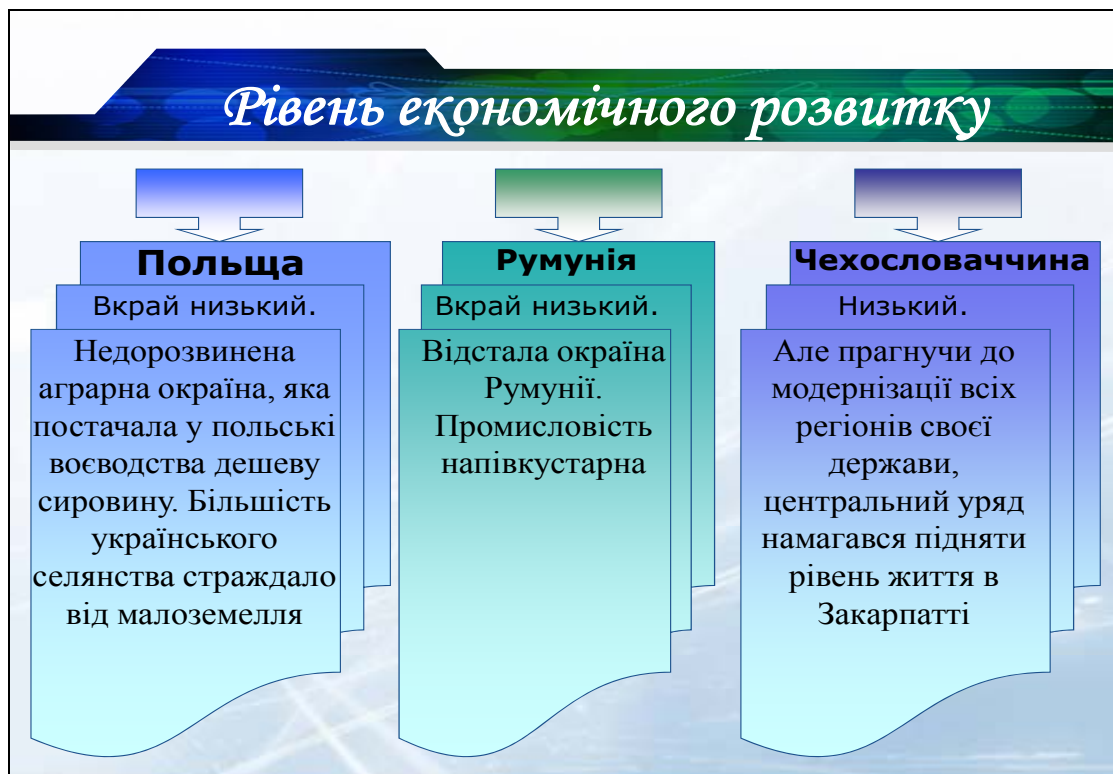 Рівень економічного розвитку
Польща
Вкрай низький.
Недорозвинена
аграрна окраїна, яка
постачала у польські
воєводства дешеву
сировину. Більшість
українського
селянства страждало
від малоземелля
Румунія
Вкрай низький.
Відстала окраїна
Румунії.
Промисловість
напівкустарна
Чехословаччина
Низький.
Але прагнучи до
модернізації всіх
регіонів своєї
держави,
центральний уряд
намагався підняти
рівень життя в
Закарпатті